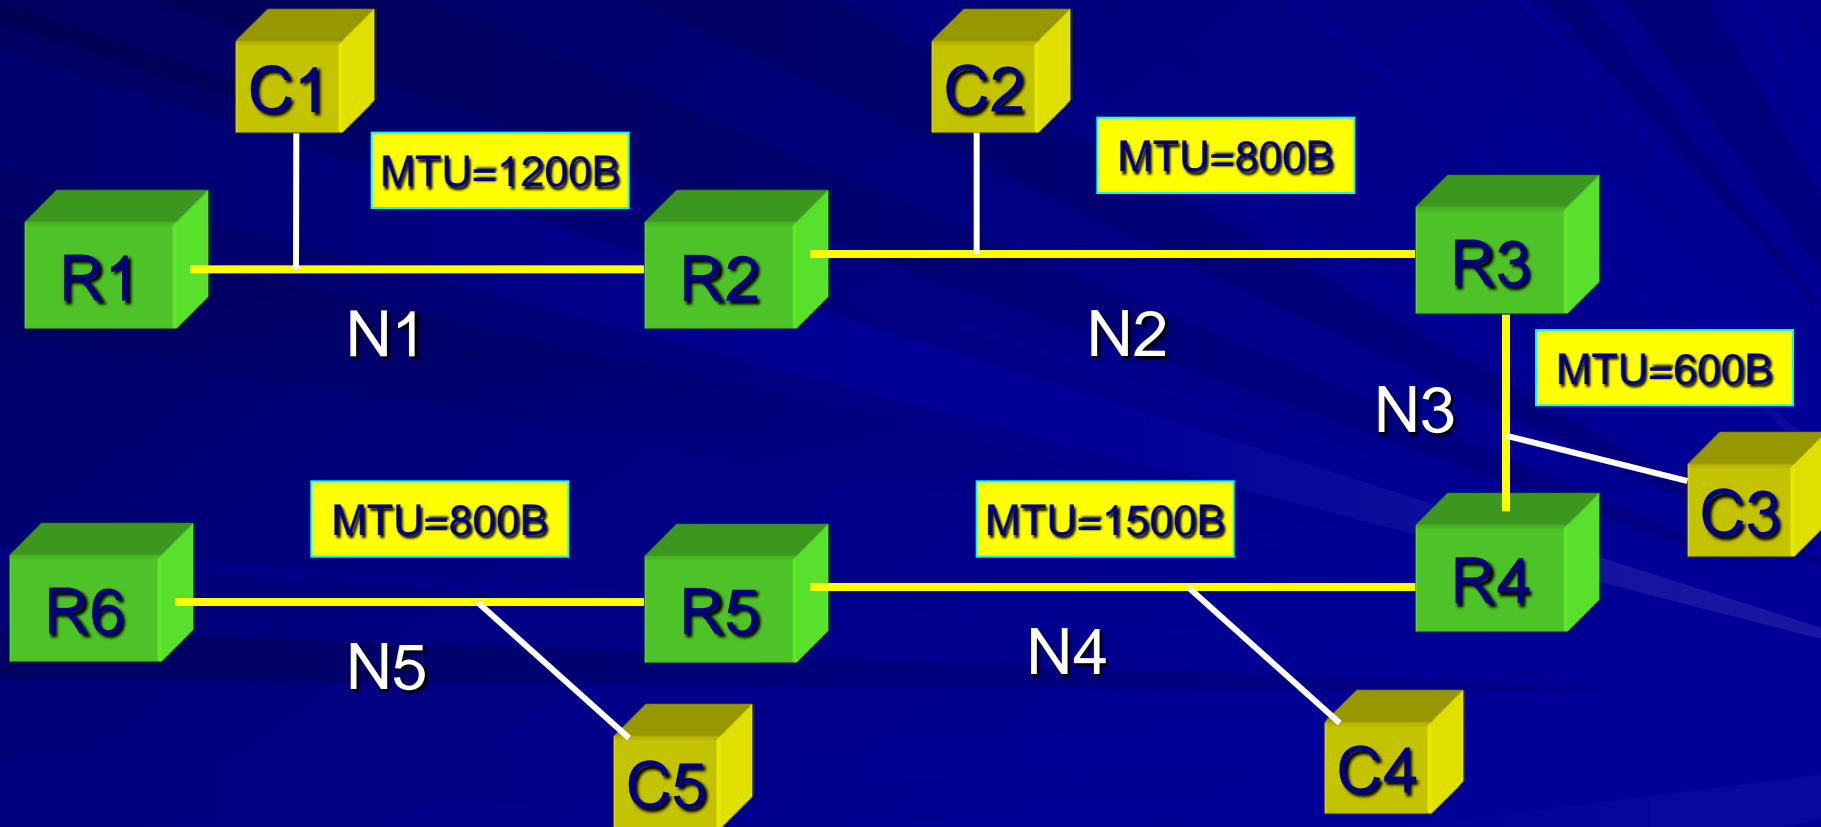 C1
C2
MTU=1200B
MTU=800B
R1
R2
R3
N1
N2
MTU=600B
N3
MTU=800B
MTU=1500B
C3
R6
R5
R4
N5
N4
C5
C4